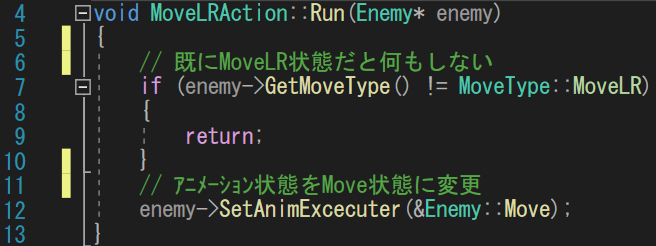 4 void MoveLRAction::Run(Enemy* enemy)
5 {
6 // 既にMoveLR状態だと何もしない
7 if (enemy->GetMoveType() != MoveType::MoveLR)
8 {
9 return;
10 }
11 // ｱﾆﾒｰｼｮﾝ状態をMove状態に変更
12 enemy->SetAnimExcecuter(&Enemy::Move);
13 }